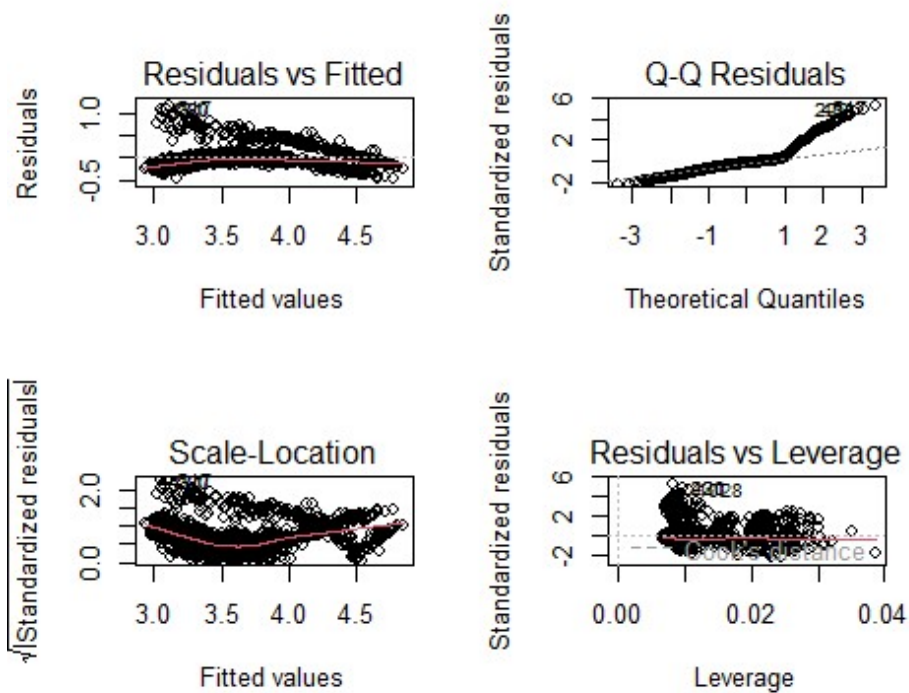 Residuals vs Fitted
Residuals
1.0
-0.5
3.0 3.5 4.0 4.5
Fitted values
Q-Q Residuals
Standardized residuals
6
2
-2
-3 -1 1 2 3
Theoretical Quantiles
Scale-Location
√|Standardized residuals|
2.0
0.0
3.0 3.5 4.0 4.5
Fitted values
Residuals vs Leverage
Standardized residuals
6
2
-2
Cook's distance
0.00 0.02 0.04
Leverage